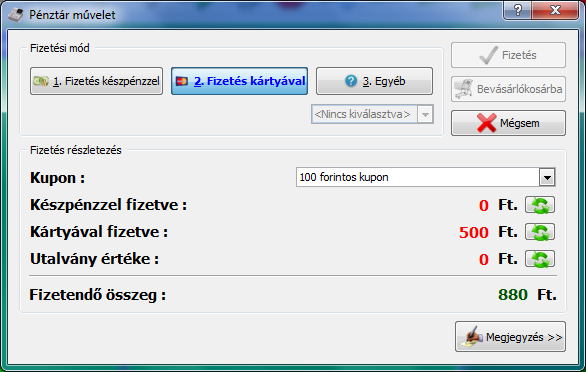 Pénztár művelet
Fizetési mód
1. Fizetés készpénzzel
2. Fizetés kártyával
3. Egyéb
<Nincs kiválasztva>
Fizetés
Bevásárlókosárba
Mégsem
Fizetés részletezés
Kupon :
100 forintos kupon
Készpénzzel fizetve : 0 Ft.
Kártyával fizetve : 500 Ft.
Utalvány értéke : 0 Ft.
Fizetendő összeg : 880 Ft.
Megjegyzés >>